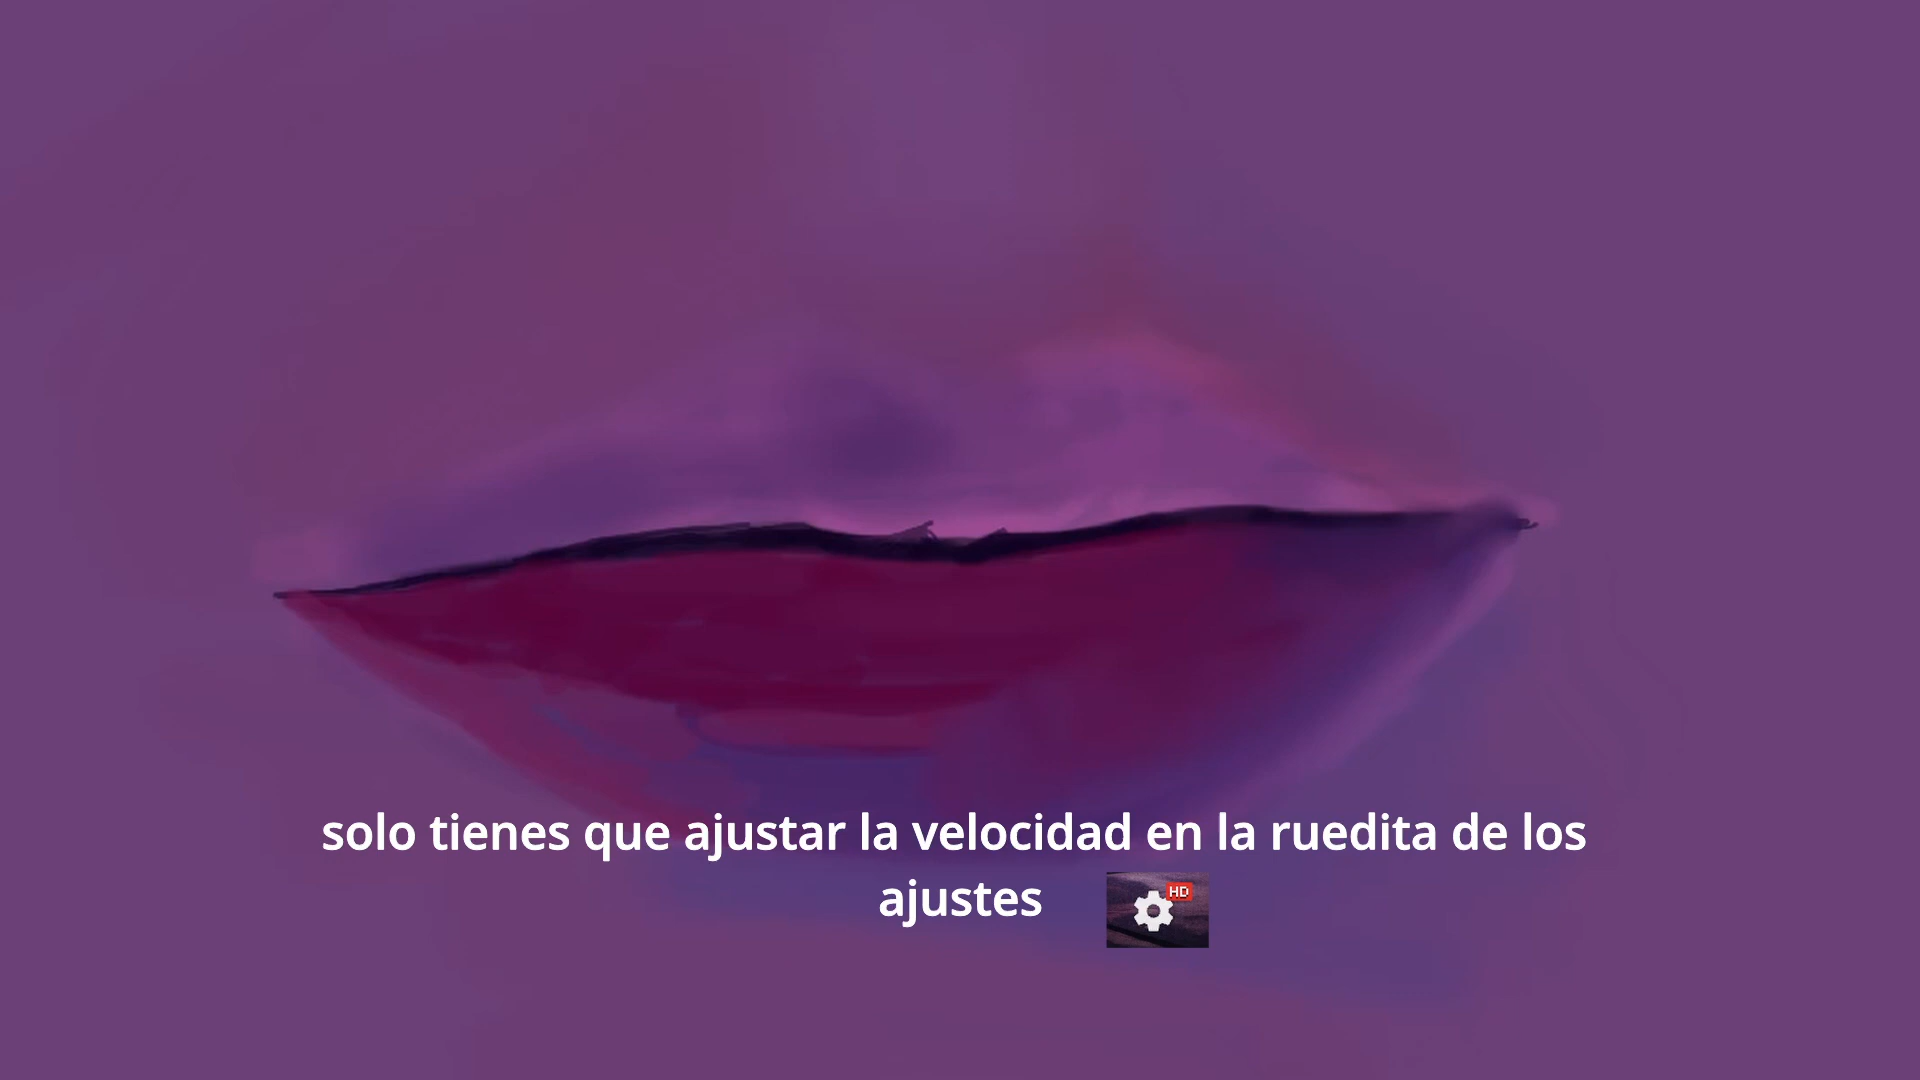 solo tienes que ajustar la velocidad en la ruedita de los
ajustes
HD